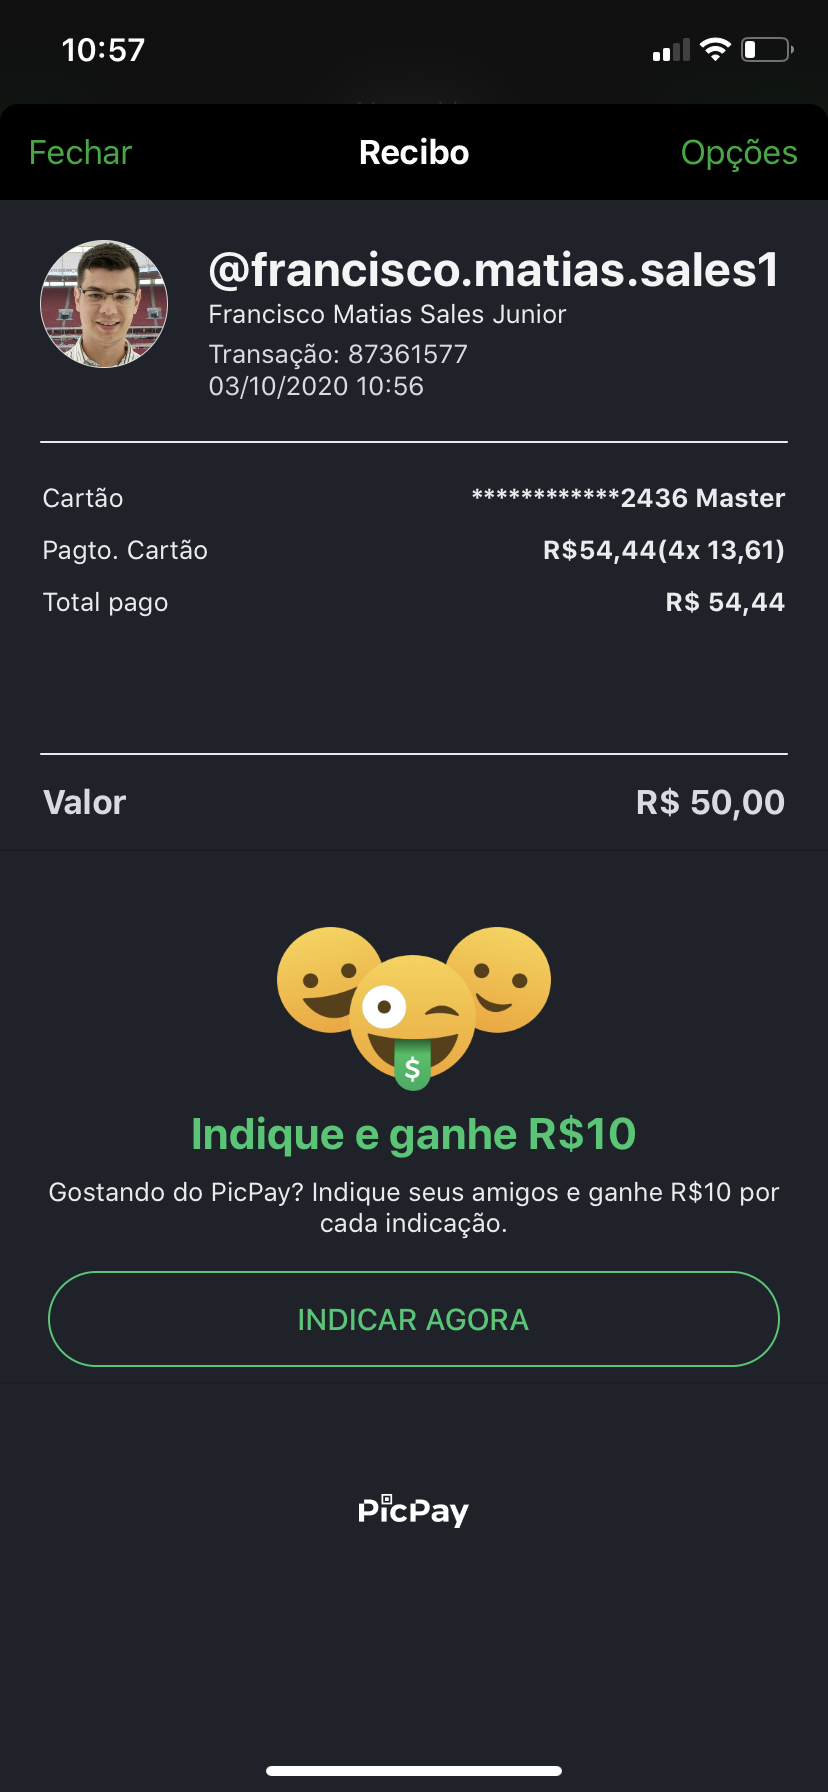 10:57
Fechar Recibo Opções
@francisco.matias.sales1
Francisco Matias Sales Junior
Transação: 87361577
03/10/2020 10:56
Cartão ************2436 Master
Pagto. Cartão R$54,44(4x 13,61)
Total pago R$ 54,44
Valor R$ 50,00
$
Indique e ganhe R$10
Gostando do PicPay? Indique seus amigos e ganhe R$10 por
cada indicação.
INDICAR AGORA
PicPay